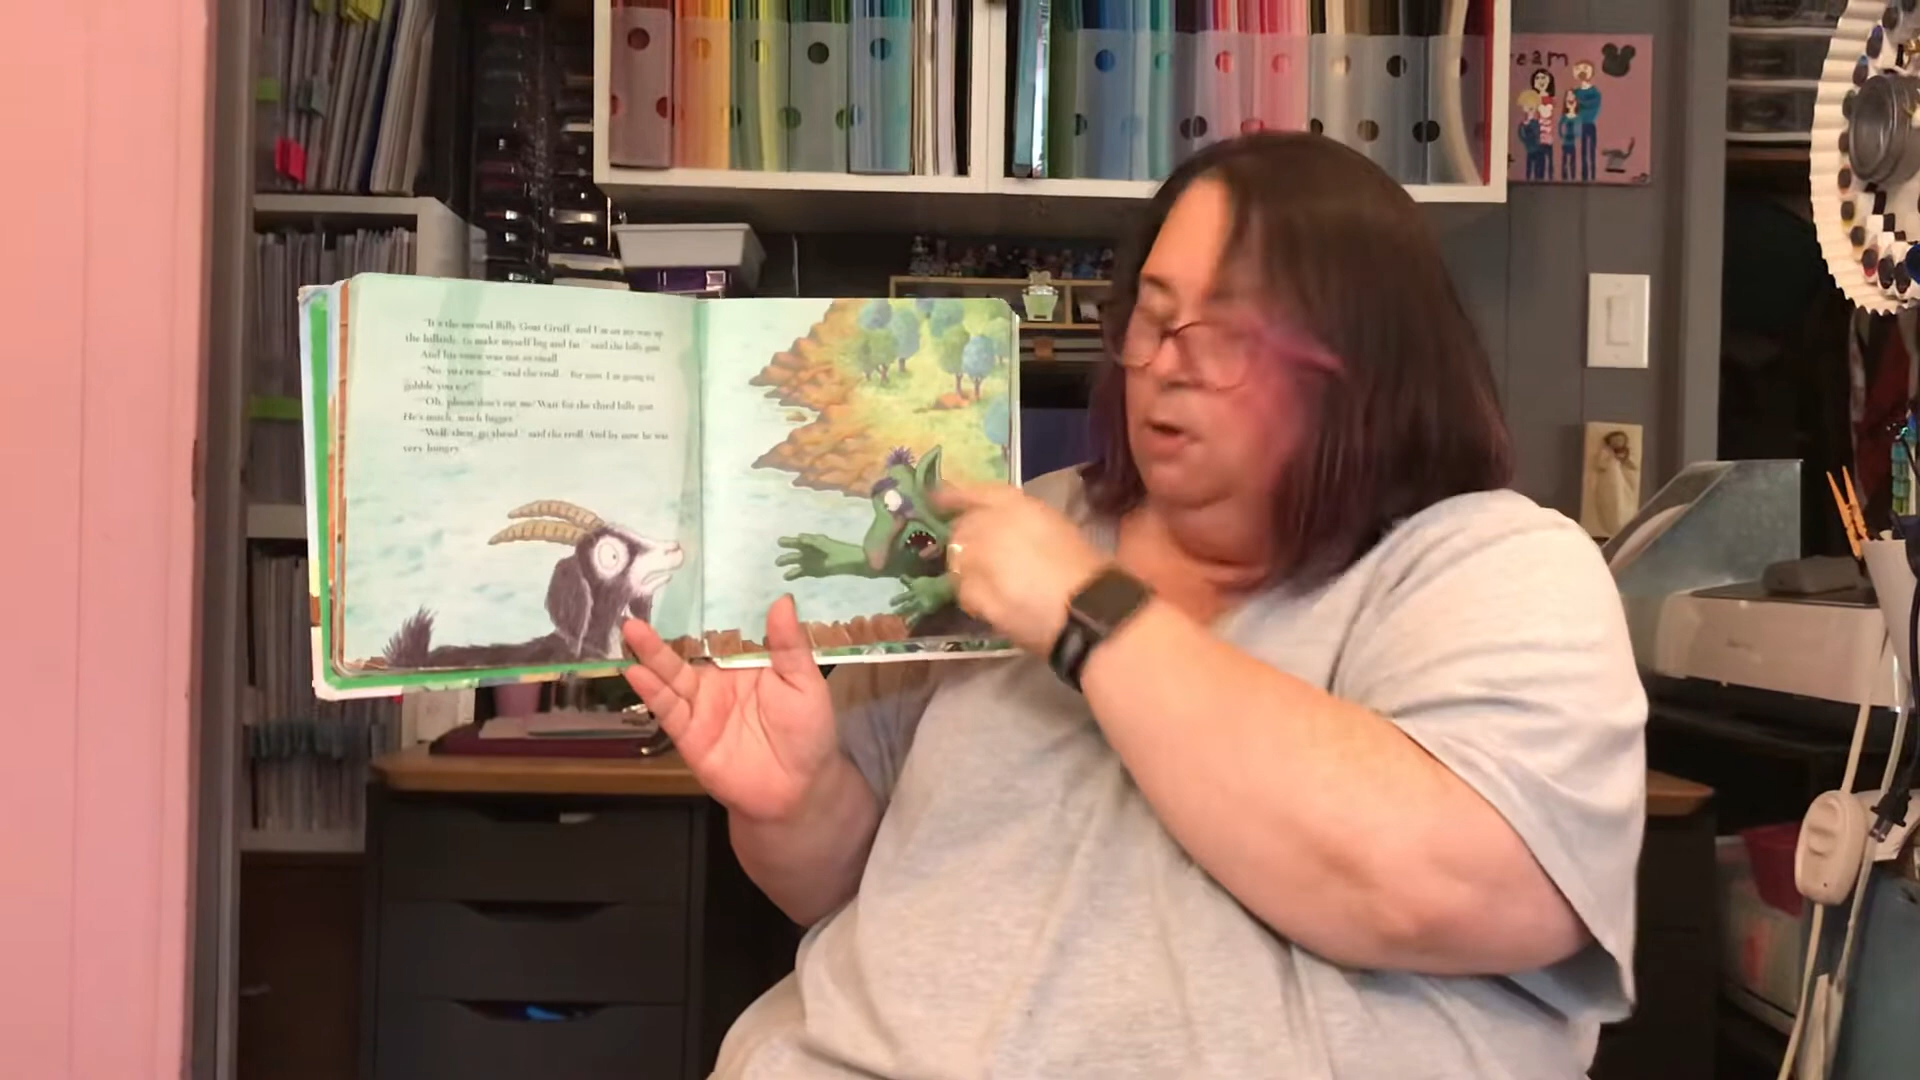 "It's the second Billy Goat Gruff, and I'm on my way up
the hillside to make myself big and fat," said the billy goat.
And his voice was not so small.
"No, you're not," said the troll, "for now I'm going to
gobble you up!"
"Oh, please don't eat me! Wait for the third billy goat.
He's much, much bigger."
"Well, then, go ahead," said the troll. And by now he was
very hungry.
eam